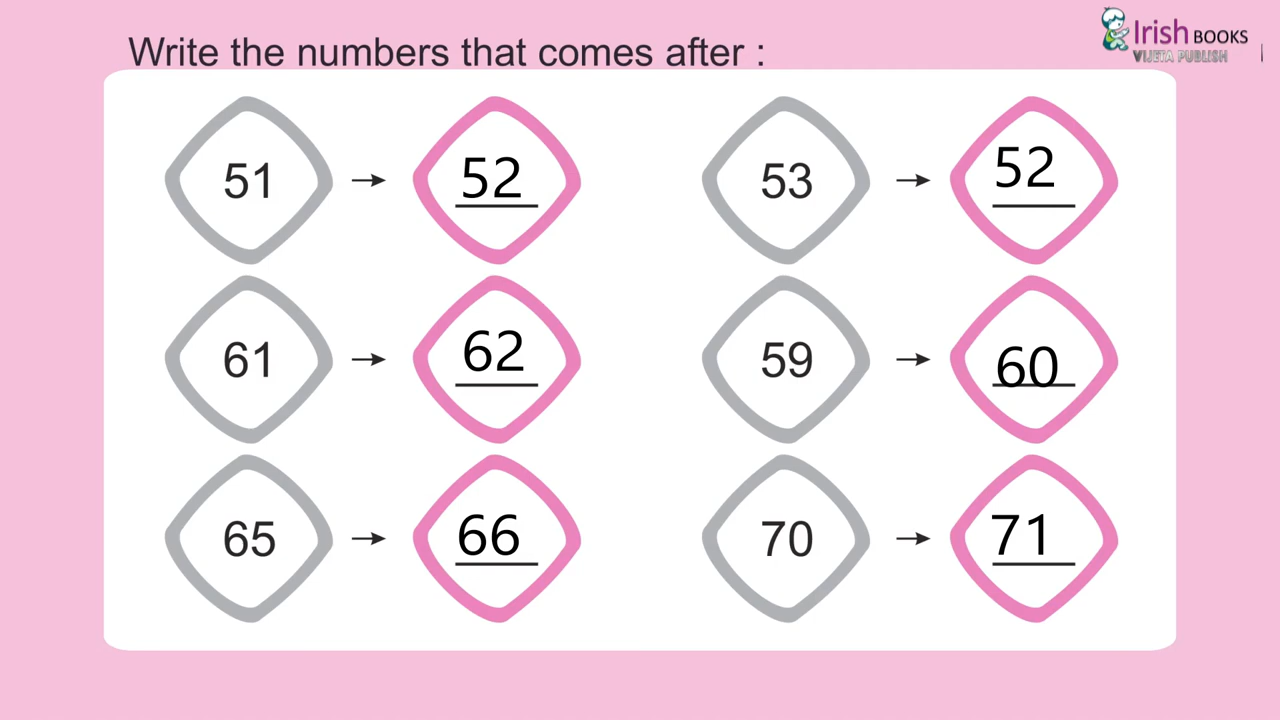 Irish BOOKS
VIJETA PUBLISH
Write the numbers that comes after :
51 → 52 53 → 52
61 → 62 59 → 60
65 → 66 70 → 71